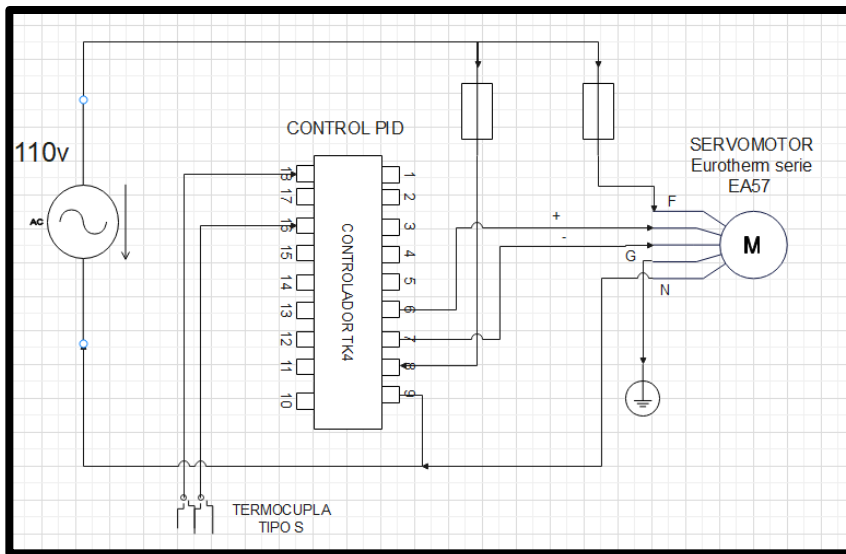 110v
AC
CONTROL PID
CONTROLADOR TK4
18
17
16
15
14
13
12
11
10
1
2
3
4
5
6
7
8
9
+
-
F
G
N
SERVOMOTOR
Eurotherm serie
EA57
M
TERMOCUPLA
TIPO S